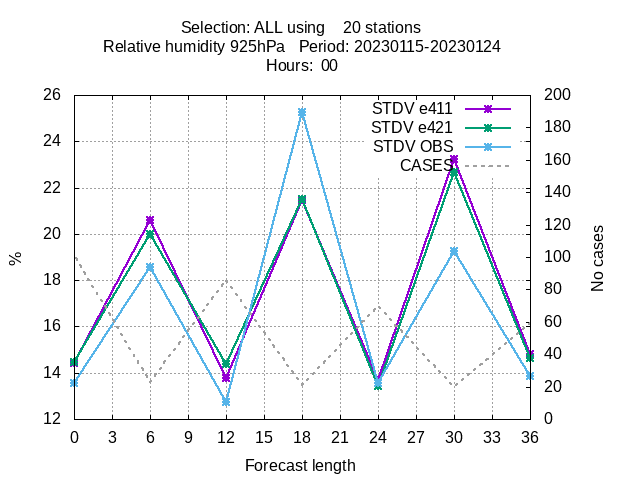 Selection: ALL using 20 stations
Relative humidity 925hPa Period: 20230115-20230124
Hours: 00
26 200
STDV e411
180
STDV e421
24
STDV OBS
160
CASES
22
140
20
120
%
No cases
18
100
80
16
60
14
40
20
12 0
0 3 6 9 12 15 18 21 24 27 30 33 36
Forecast length